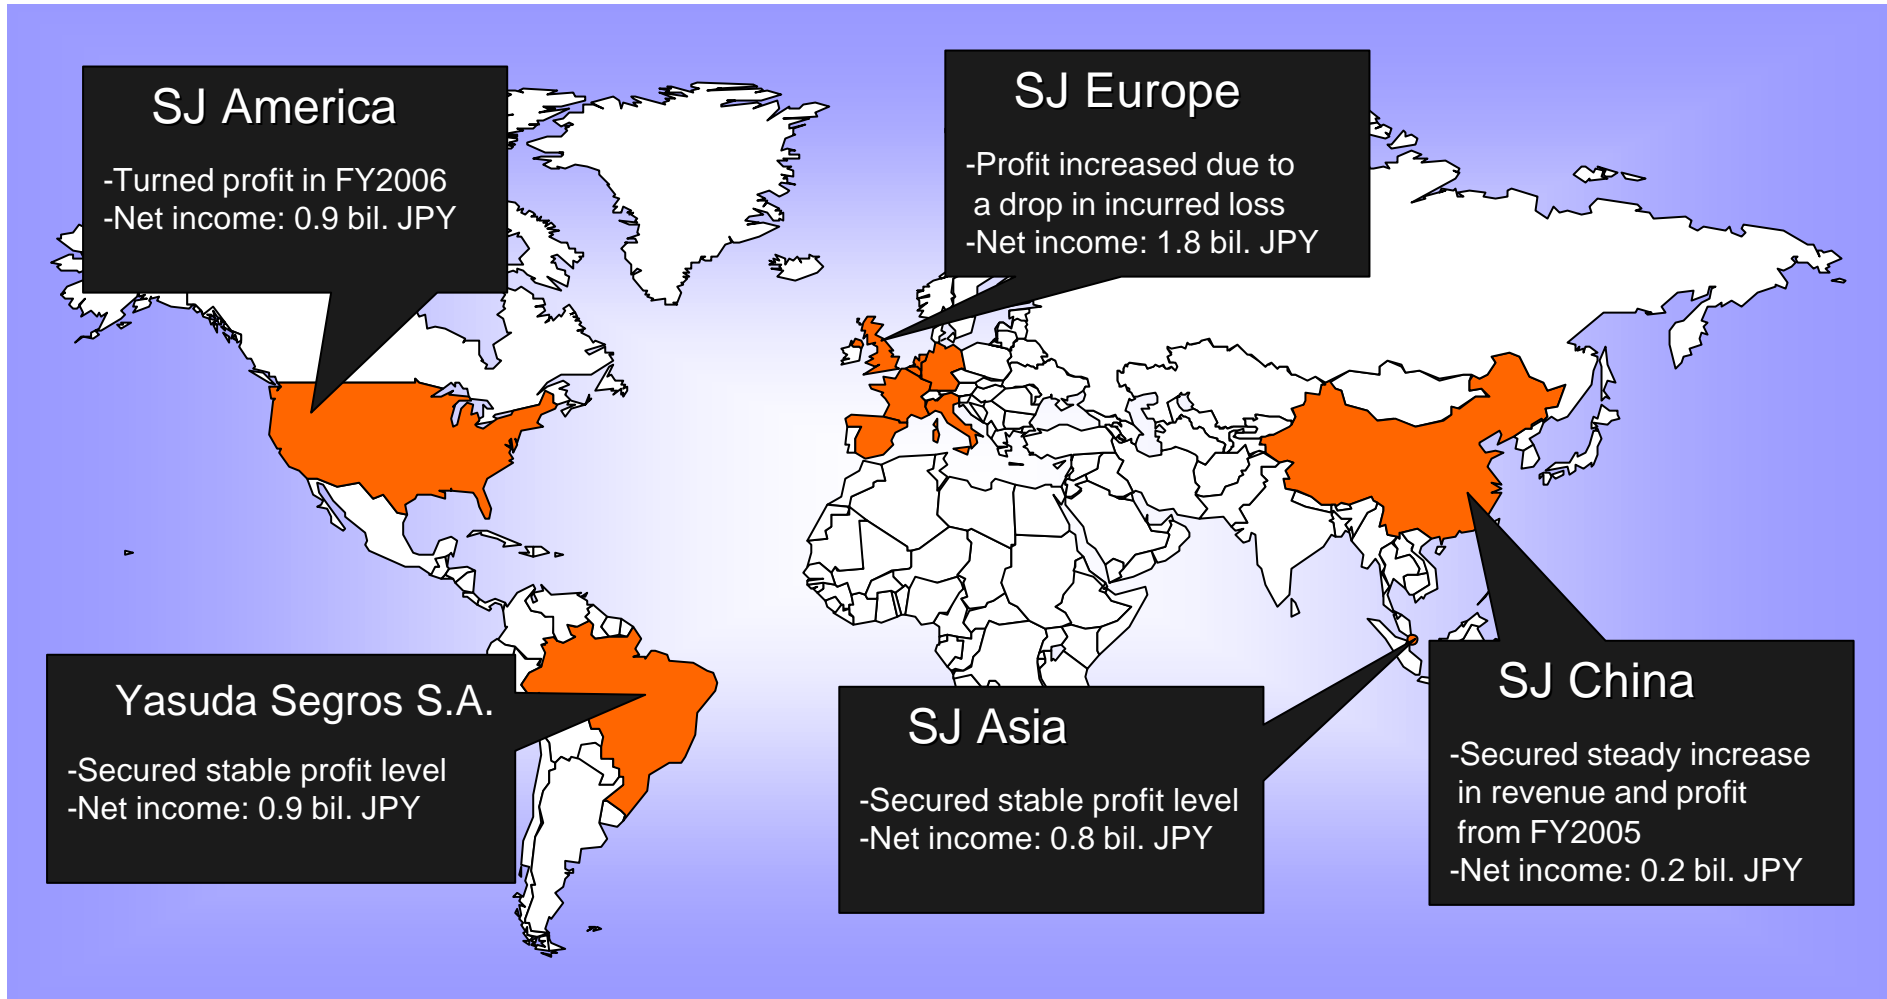 SJ America
-Turned profit in FY2006
-Net income: 0.9 bil. JPY
SJ Europe
-Profit increased due to
a drop in incurred loss
-Net income: 1.8 bil. JPY
Yasuda Segros S.A.
-Secured stable profit level
-Net income: 0.9 bil. JPY
SJ Asia
-Secured stable profit level
-Net income: 0.8 bil. JPY
SJ China
-Secured steady increase
in revenue and profit
from FY2005
-Net income: 0.2 bil. JPY